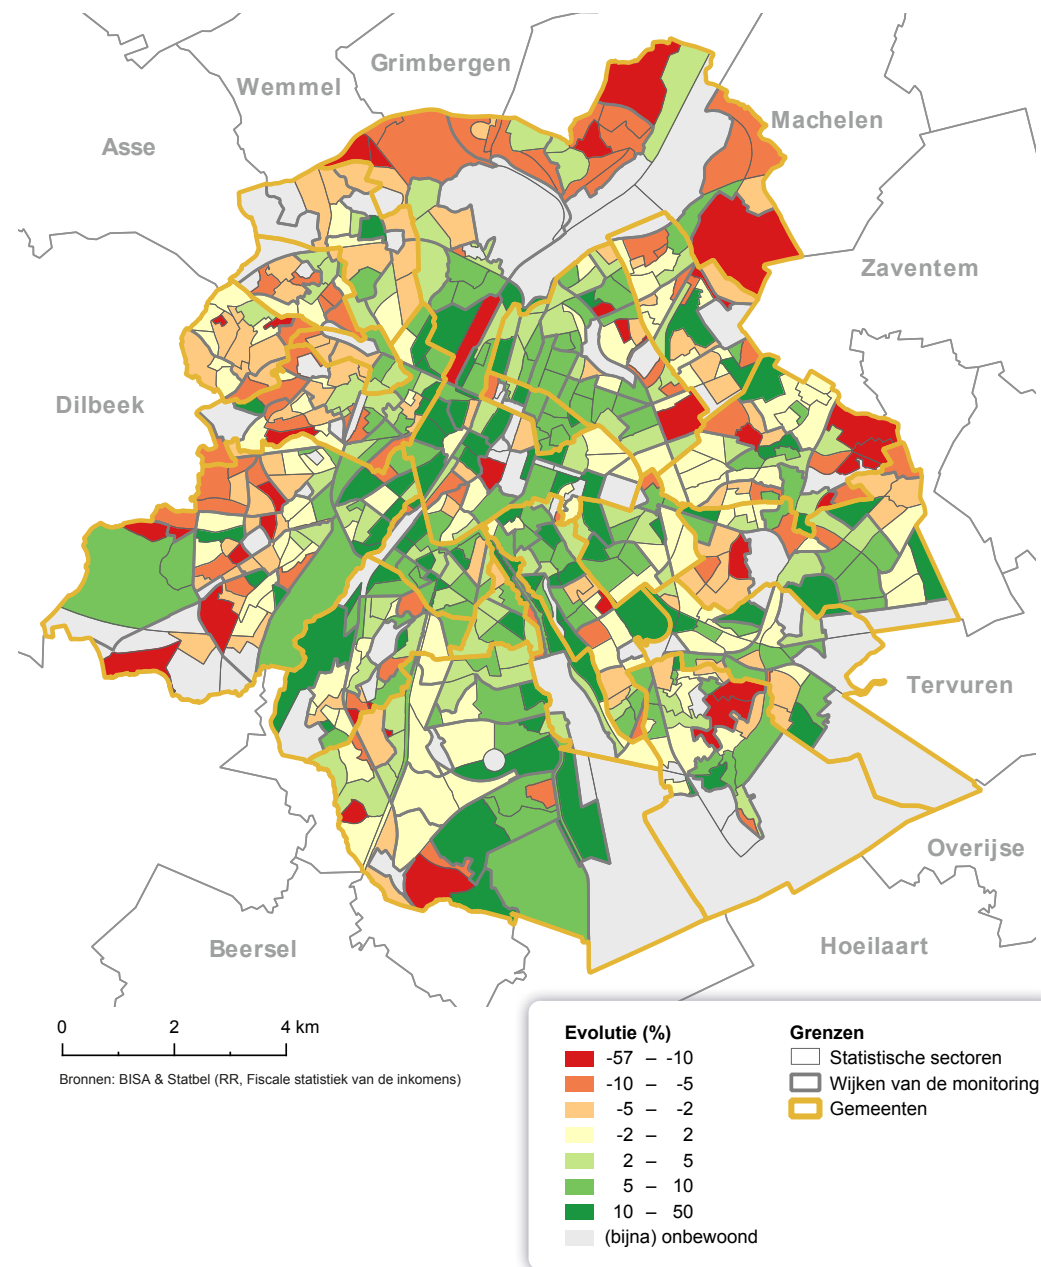 Grimbergen
Wemmel
Machelen
Asse
Zaventem
Dilbeek
Tervuren
Overijse
Beersel
Hoeilaart
0 2 4 km
Bronnen: BISA & Statbel (RR, Fiscale statistiek van de inkomens)
Evolutie (%)
-57 – -10
-10 – -5
-5 – -2
-2 – 2
2 – 5
5 – 10
10 – 50
(bijna) onbewoond
Grenzen
Statistische sectoren
Wijken van de monitoring
Gemeenten